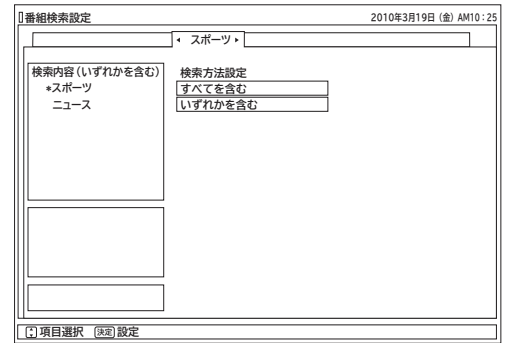 番組検索設定
2010年3月19日 (金) AM10:25
スポーツ
検索内容(いずれかを含む)
*スポーツ
ニュース
検索方法設定
すべてを含む
いずれかを含む
項目選択 決定 設定